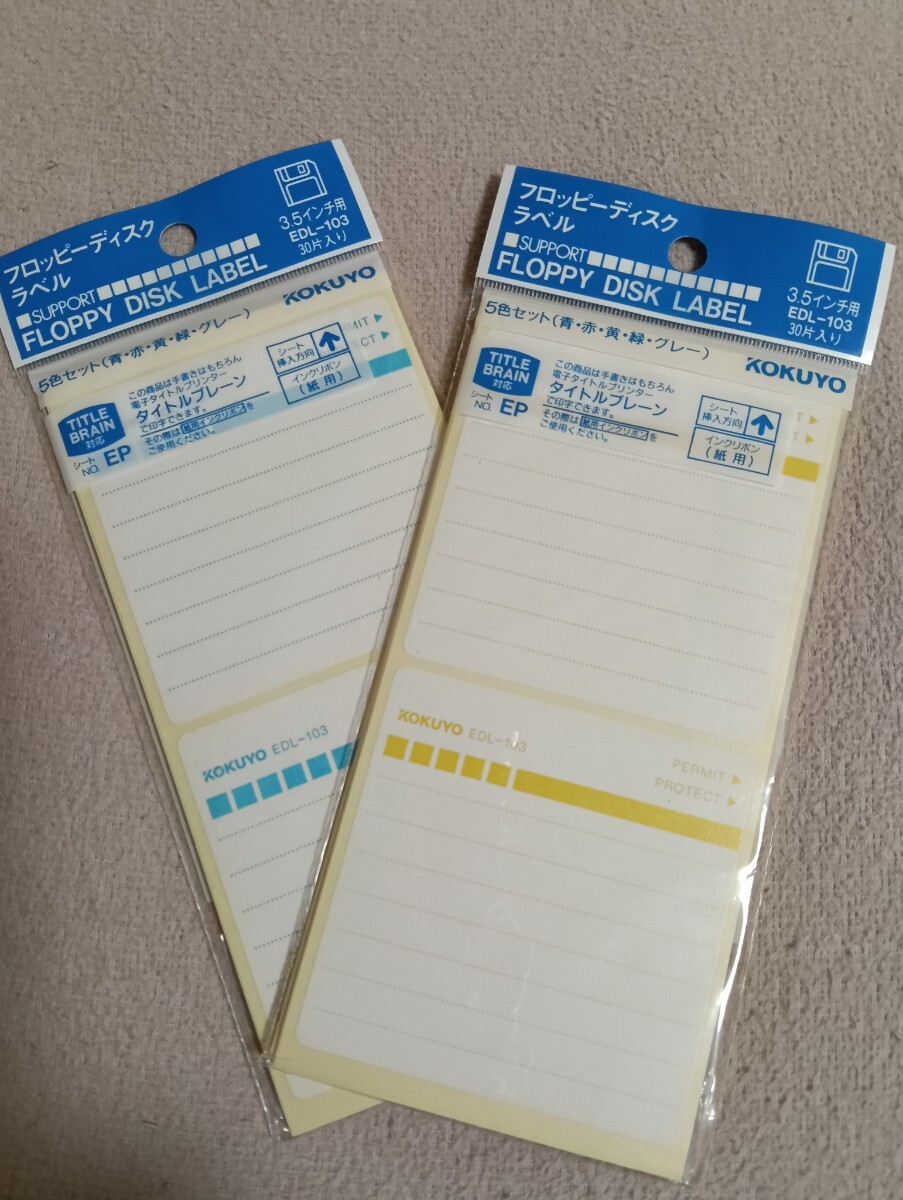 フロッピーディスク
ラベル
SUPPORT
FLOPPY DISK LABEL
3.5インチ用
EDL-103
30片入り
5色セット(青・赤・黄・緑・グレー)
KOKUYO
TITLE
BRAIN
対応
シート
NO. EP
この商品は手書きはもちろん
電子タイトルプリンター
タイトルブレーン
で印字できます。
その際は紙用インクリボンを
ご使用ください。
シート
挿入方向
インクリボン
(紙用)
MIT
CT
KOKUYO EDL-103
フロッピーディスク
ラベル
SUPPORT
FLOPPY DISK LABEL
3.5インチ用
EDL-103
30片入り
5色セット(青・赤・黄・緑・グレー)
KOKUYO
TITLE
BRAIN
対応
シート
NO. EP
この商品は手書きはもちろん
電子タイトルプリンター
タイトルブレーン
で印字できます。
その際は紙用インクリボンを
ご使用ください。
シート
挿入方向
インクリボン
(紙用)
T
T
KOKUYO EDL-103
PERMIT
PROTECT